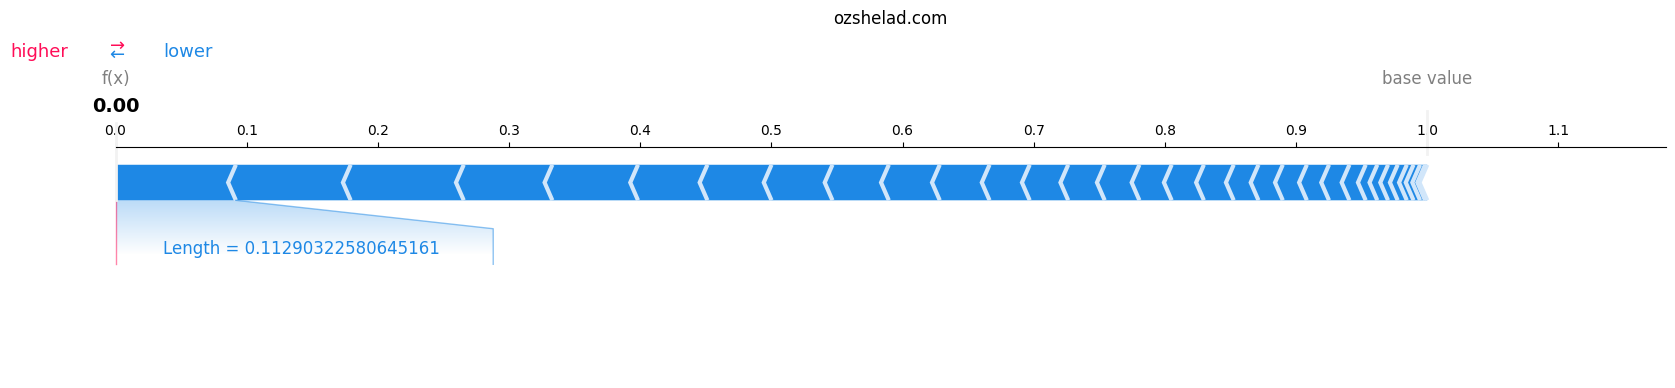 ozshelad.com
higher ⇄ lower
f(x)
base value
0.00
0.0 0.1 0.2 0.3 0.4 0.5 0.6 0.7 0.8 0.9 1.0 1.1
Length = 0.11290322580645161